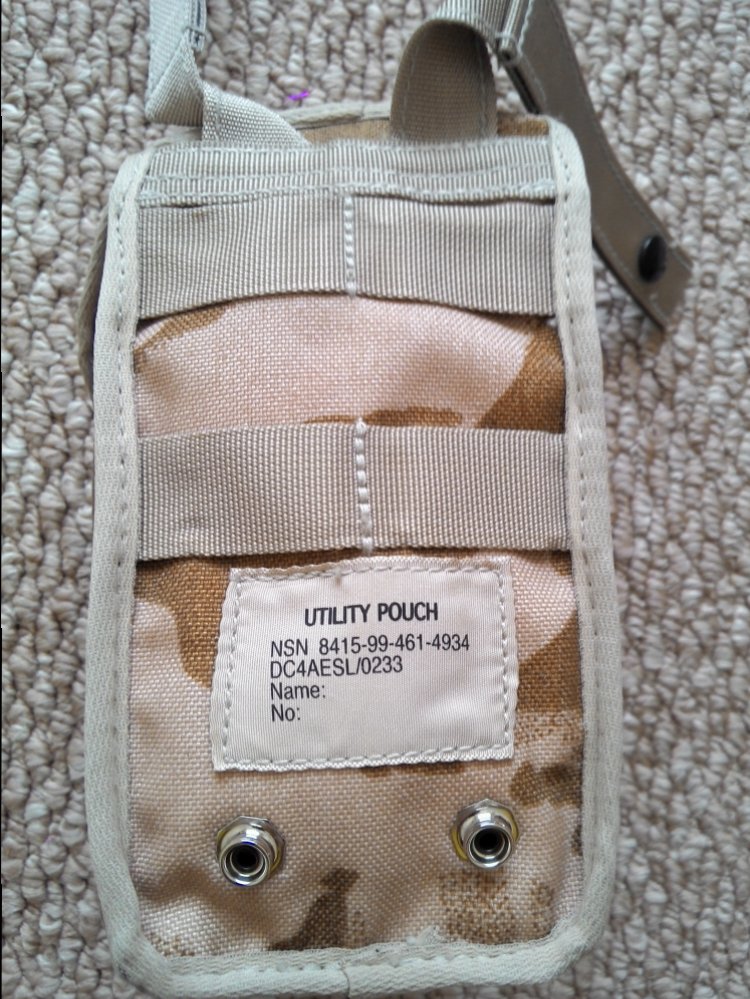 UTILITY POUCH
NSN 8415-99-461-4934
DC4AESL/0233
Name:
No: